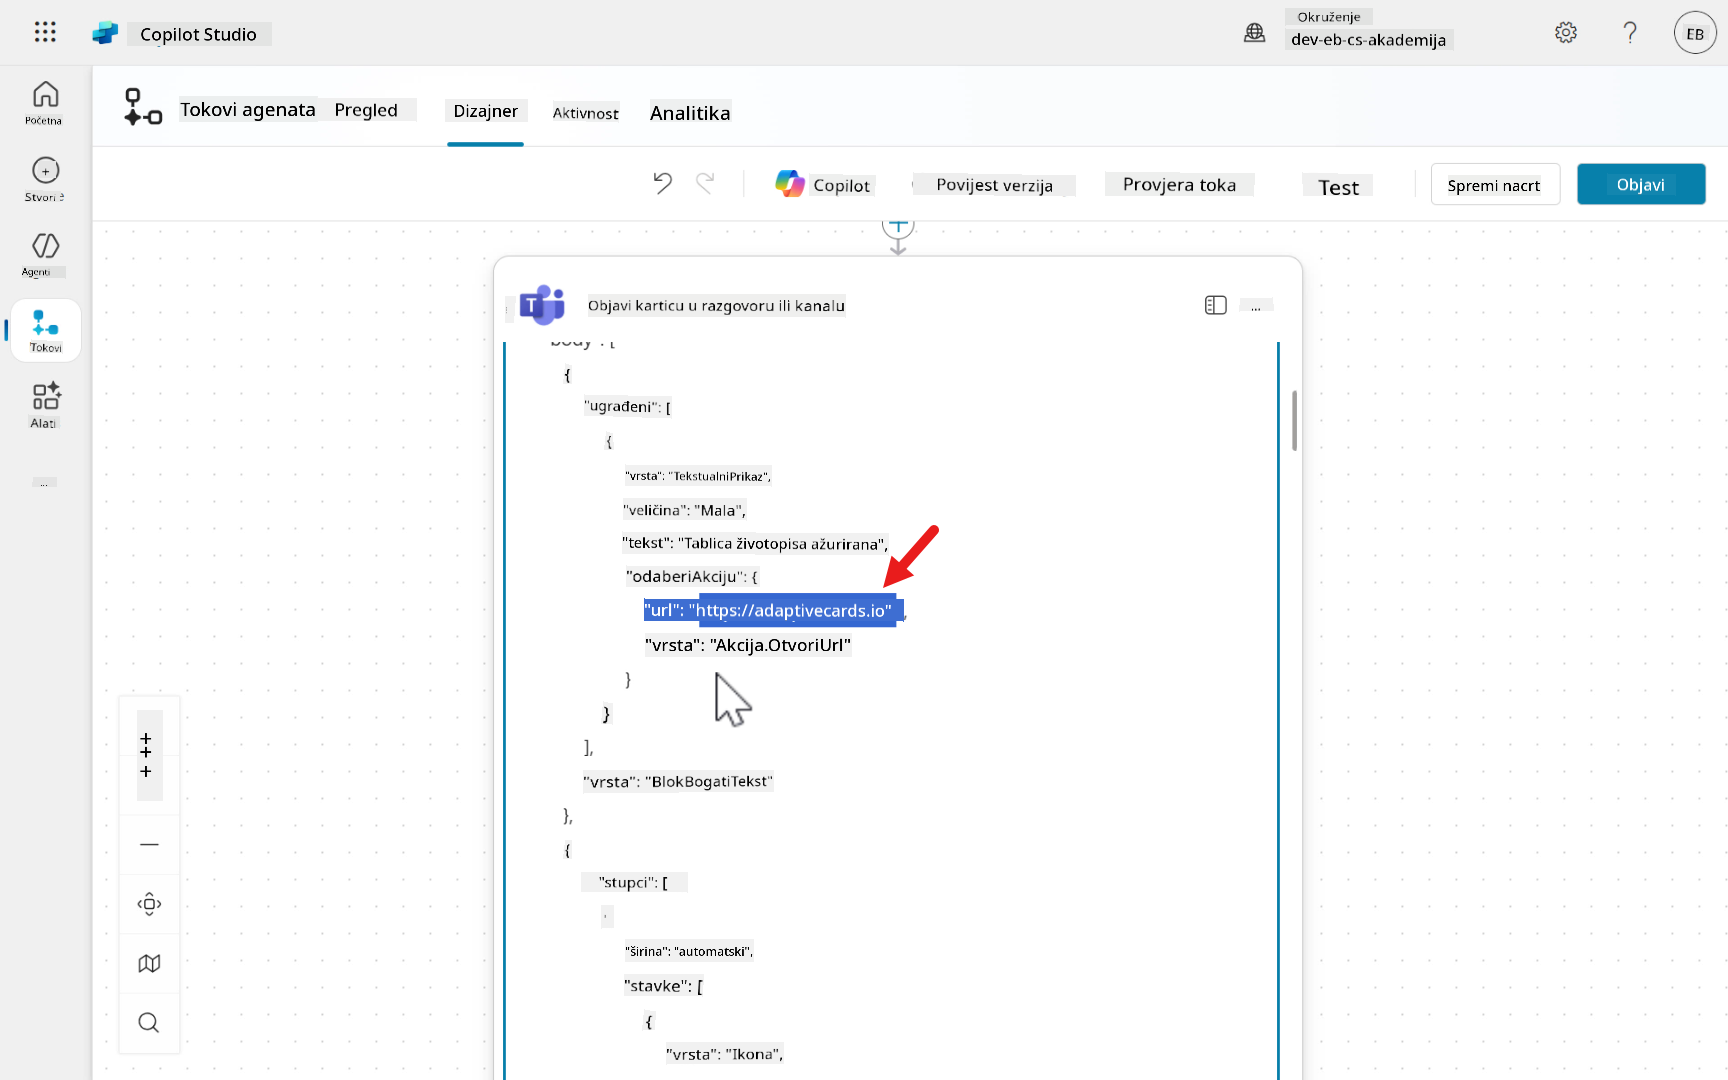 Copilot Studio
Okruženje
dev-eb-cs-akademija
EB
Početna
Stvori
Agenti
Tokovi
Alati
...
Tokovi agenata
Pregled
Dizajner
Aktivnost
Analitika
Copilot
Povijest verzija
Provjera toka
Test
Spremi nacrt
Objavi
Objavi karticu u razgovoru ili kanalu
...
body": [
{
"ugrađeni": [
{
"vrsta": "TekstualniPrikaz",
"veličina": "Mala",
"tekst": "Tablica životopisa ažurirana",
"odaberiAkciju": {
"url": "https://adaptivecards.io",
"vrsta": "Akcija.OtvoriUrl"
}
}
],
"vrsta": "BlokBogatiTekst"
},
{
"stupci": [
"širina": "automatski",
"stavke": [
{
"vrsta": "Ikona",